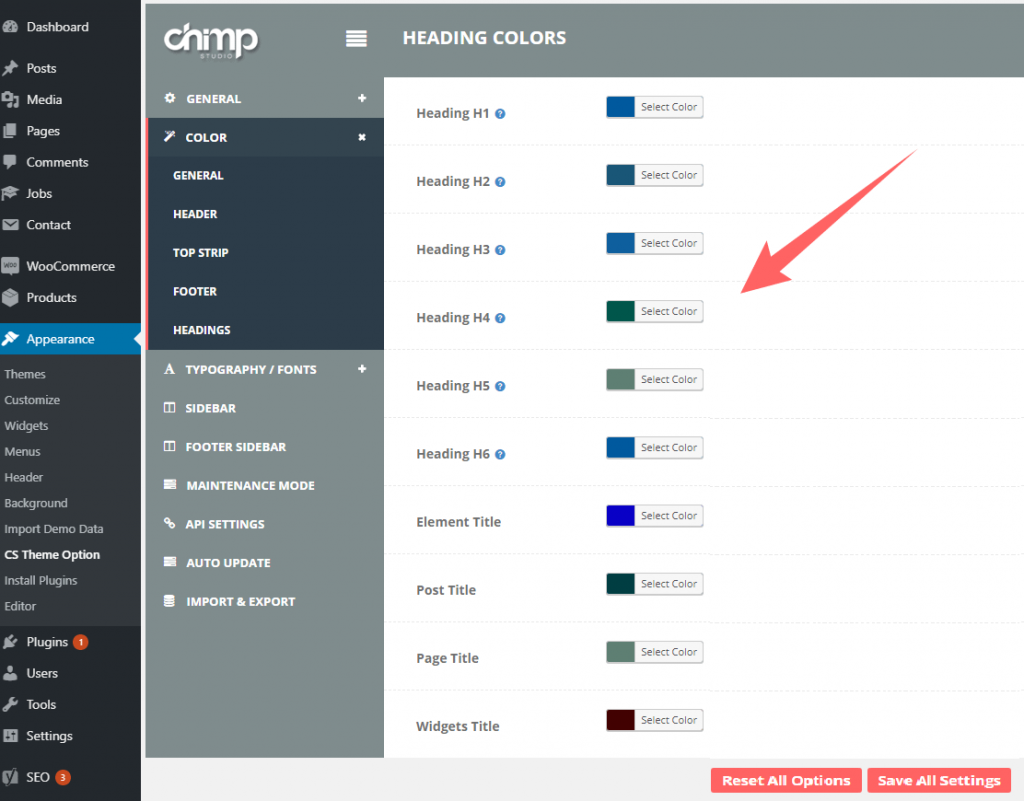 Dashboard
Posts
Media
Pages
Comments
Jobs
Contact
WooCommerce
Products
Appearance
Themes
Customize
Widgets
Menus
Header
Background
Import Demo Data
CS Theme Option
Install Plugins
Editor
Plugins 1
Users
Tools
Settings
SEO 3
chimp
STUDIO
GENERAL
COLOR
GENERAL
HEADER
TOP STRIP
FOOTER
HEADINGS
TYPOGRAPHY / FONTS
SIDEBAR
FOOTER SIDEBAR
MAINTENANCE MODE
API SETTINGS
AUTO UPDATE
IMPORT & EXPORT
HEADING COLORS
Heading H1 ? Select Color
Heading H2 ? Select Color
Heading H3 ? Select Color
Heading H4 ? Select Color
Heading H5 ? Select Color
Heading H6 ? Select Color
Element Title Select Color
Post Title Select Color
Page Title Select Color
Widgets Title Select Color
Reset All Options Save All Settings